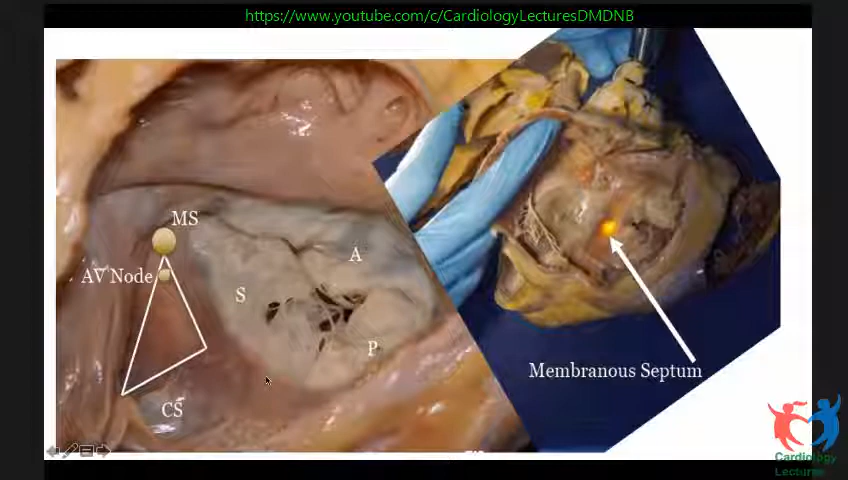 https://www.youtube.com/c/CardiologyLecturesDMDNB
MS
AV Node
A
S
P
CS
Membranous Septum
Cardiology
Lectures